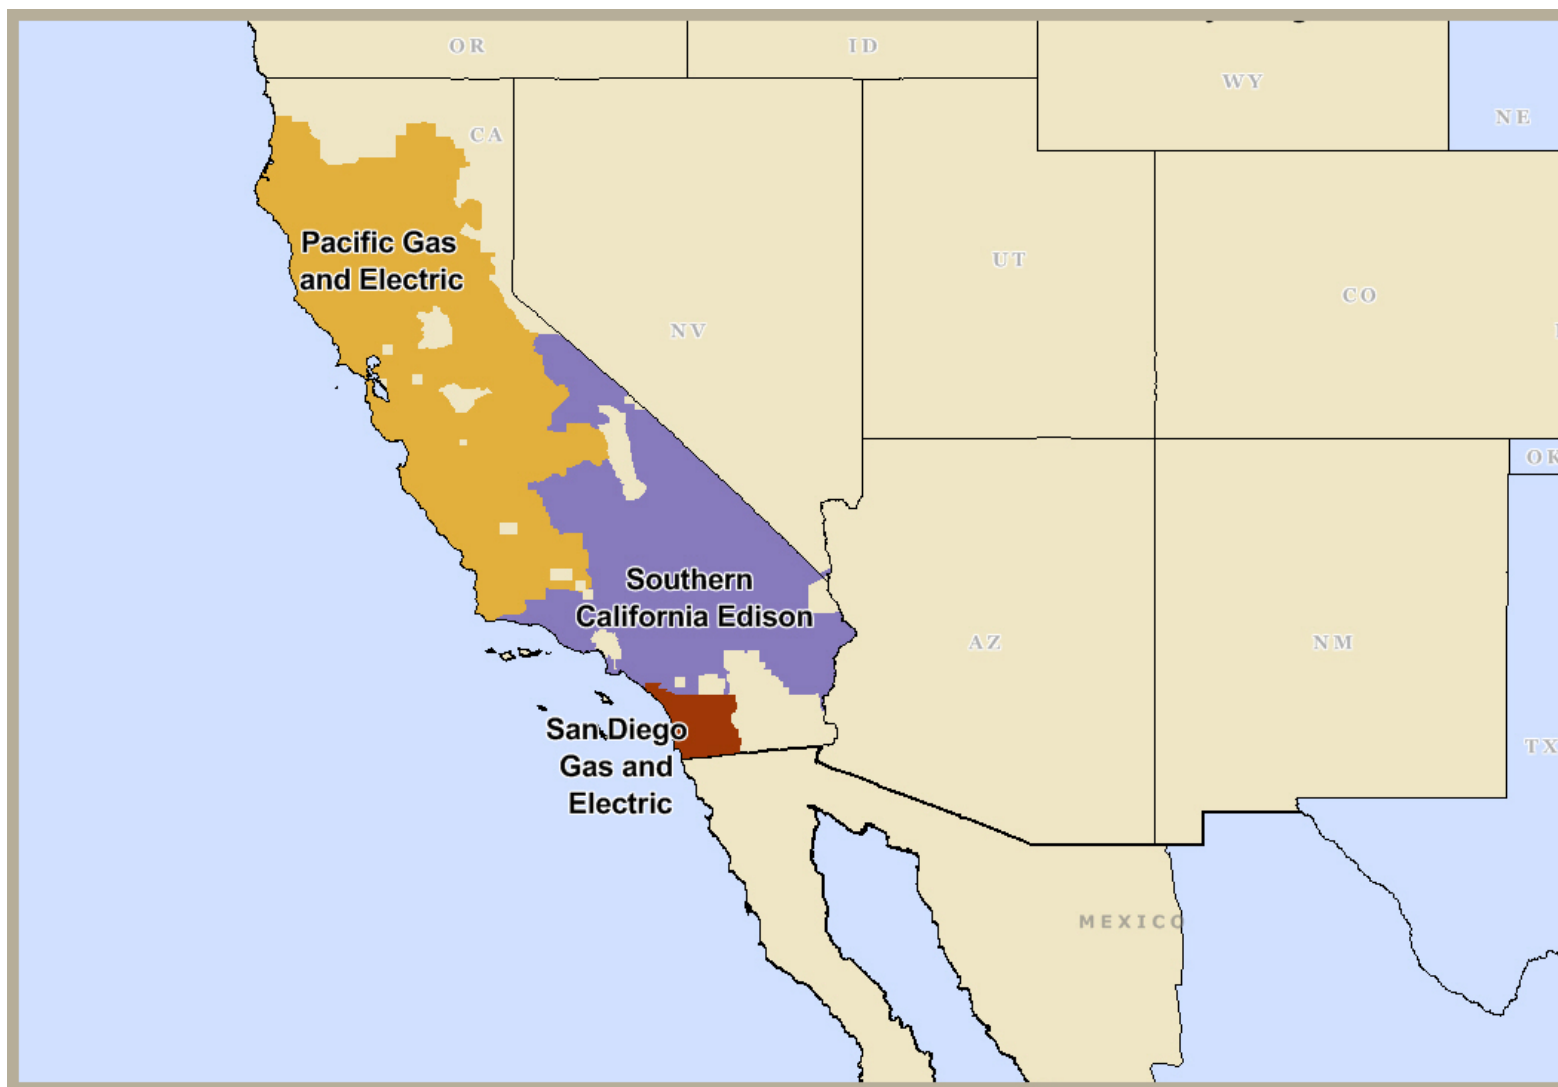 OR
ID
WY
NE
CA
Pacific Gas
and Electric
UT
CO
NV
OK
Southern
California Edison
AZ
NM
San Diego
Gas and
Electric
TX
MEXICO